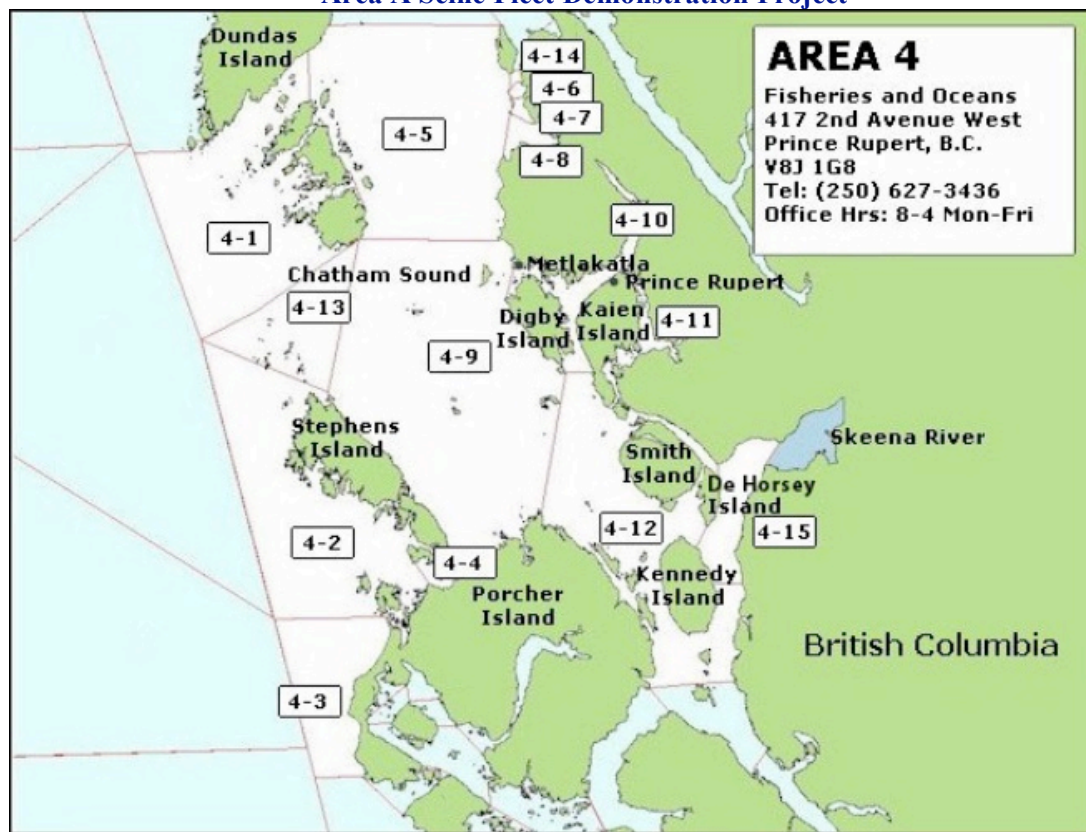 Area A Seine Fleet Demonstration Project
Dundas
Island
4-14
4-6
4-7
4-8
4-5
AREA 4
Fisheries and Oceans
417 2nd Avenue West
Prince Rupert, B.C.
V8J 1G8
Tel: (250) 627-3436
Office Hrs: 8-4 Mon-Fri
4-10
4-1
Chatham Sound
Metlakatla
Prince Rupert
4-13
Digby
Island
Kaien
Island
4-11
4-9
Stephens
Island
Smith
Island
Skeena River
De Horsey
Island
4-12
4-15
4-2
4-4
Kennedy
Island
Porcher
Island
British Columbia
4-3